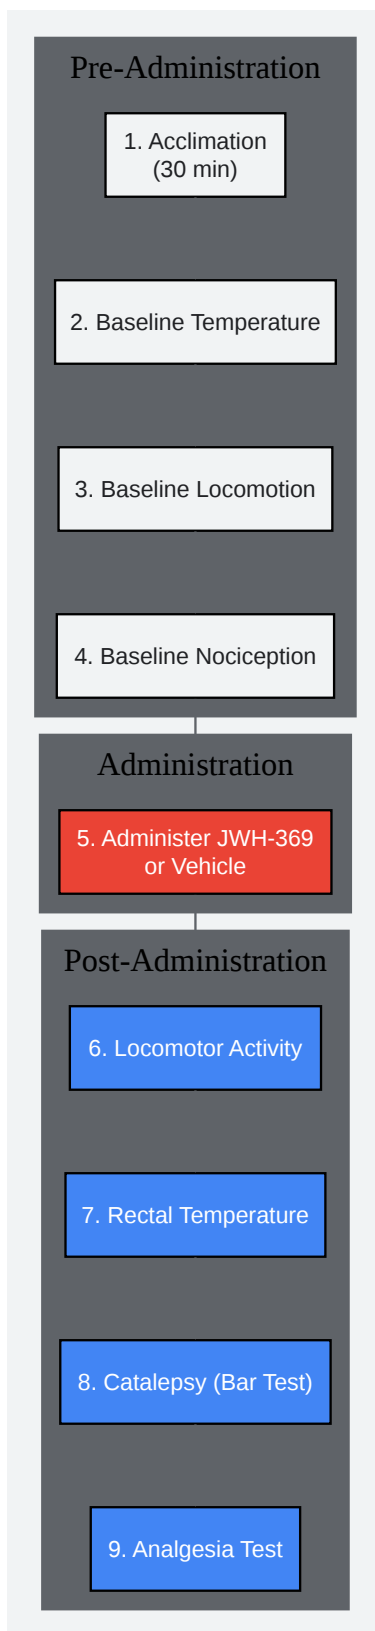 Pre-Administration
1. Acclimation
(30 min)
2. Baseline Temperature
3. Baseline Locomotion
4. Baseline Nociception
Administration
5. Administer JWH-369
or Vehicle
Post-Administration
6. Locomotor Activity
7. Rectal Temperature
8. Catalepsy (Bar Test)
9. Analgesia Test